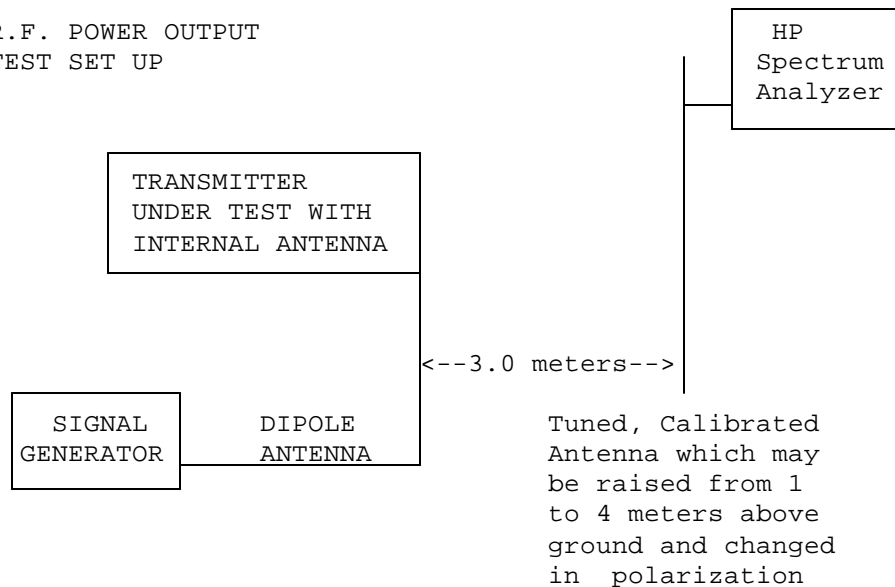 R.F. POWER OUTPUT
TEST SET UP
HP
Spectrum
Analyzer
TRANSMITTER
UNDER TEST WITH
INTERNAL ANTENNA
<--3.0 meters-->
SIGNAL
GENERATOR
DIPOLE
ANTENNA
Tuned, Calibrated
Antenna which may
be raised from 1
to 4 meters above
ground and changed
in polarization